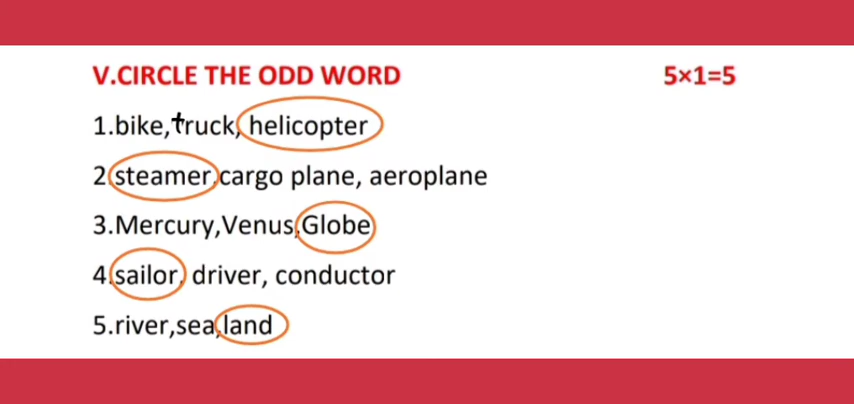 V.CIRCLE THE ODD WORD 5×1=5
1.bike,truck, helicopter
2.steamer,cargo plane, aeroplane
3.Mercury,Venus,Globe
4.sailor, driver, conductor
5.river,sea,land